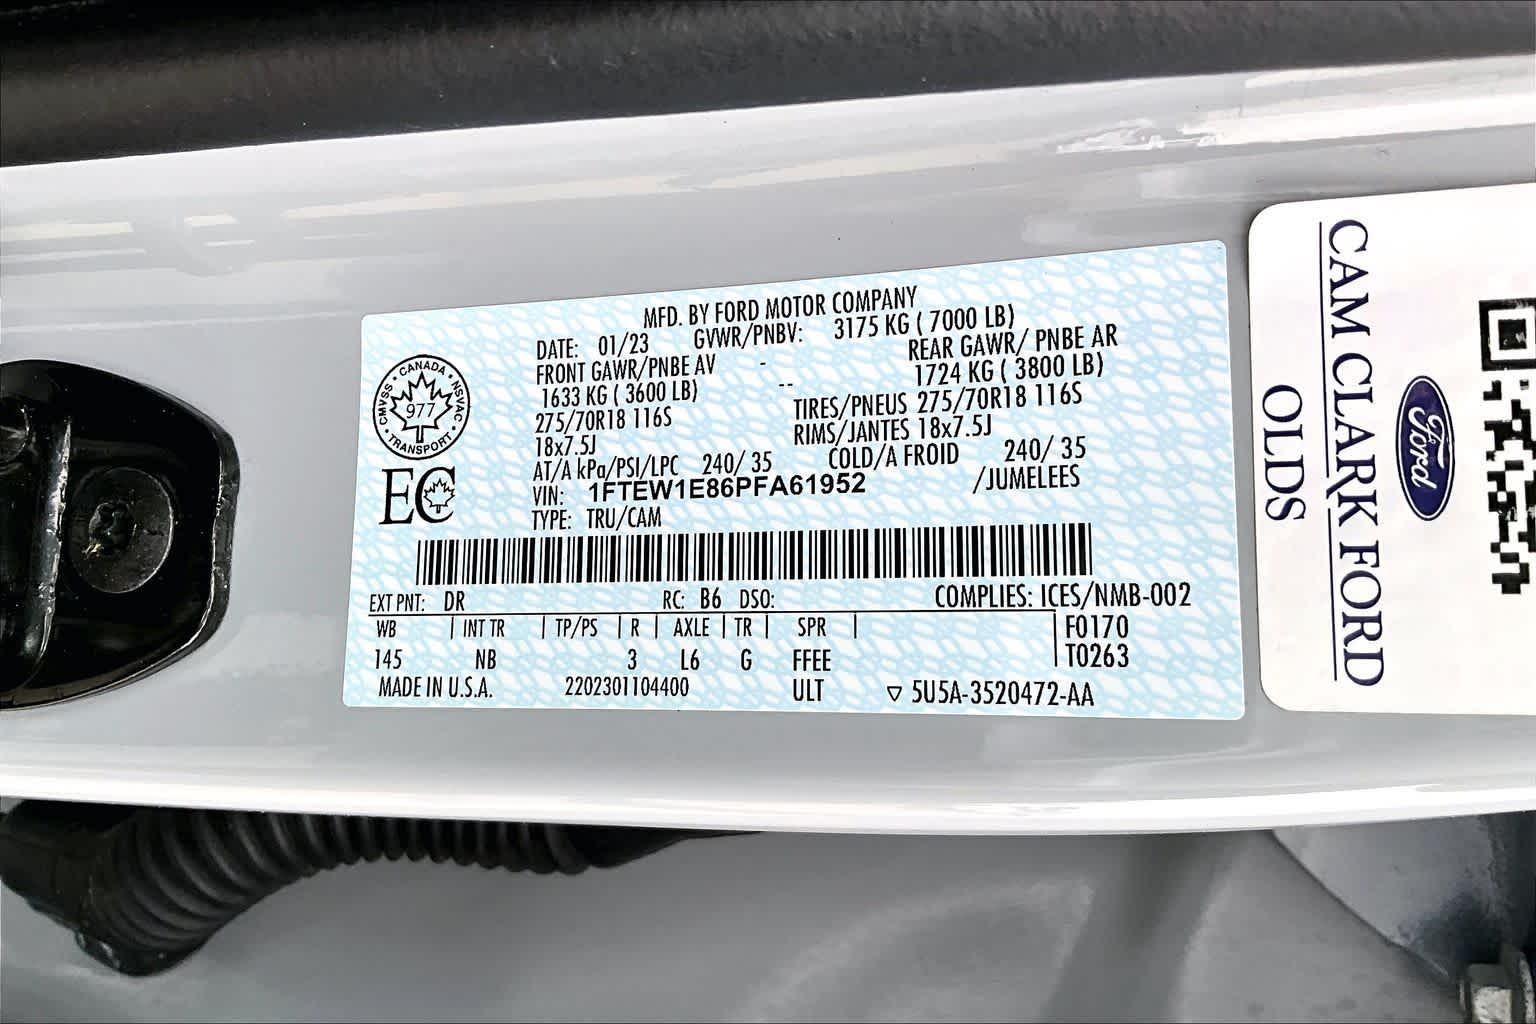 MFD. BY FORD MOTOR COMPANY
DATE: 01/23 GVWR/PNBV: 3175 KG ( 7000 LB)
FRONT GAWR/PNBE AV - REAR GAWR/ PNBE AR
1633 KG ( 3600 LB) -- 1724 KG ( 3800 LB)
275/70R18 116S TIRES/PNEUS 275/70R18 116S
18x7.5J RIMS/JANTES 18x7.5J
AT/A kPa/PSI/LPC 240/ 35 COLD/A FROID 240/ 35
VIN: 1FTEW1E86PFA61952 /JUMELEES
TYPE: TRU/CAM
CMVSS · CANADA · NSVAC · TRANSPORT ·
977
EC
EXT PNT: DR RC: B6 DSO: COMPLIES: ICES/NMB-002
WB | INT TR | TP/PS | R | AXLE | TR | SPR | F0170
145 NB 3 L6 G FFEE T0263
MADE IN U.S.A. 2202301104400 ULT ▽ 5U5A-3520472-AA
CAM CLARK FORD
Ford
OLDS